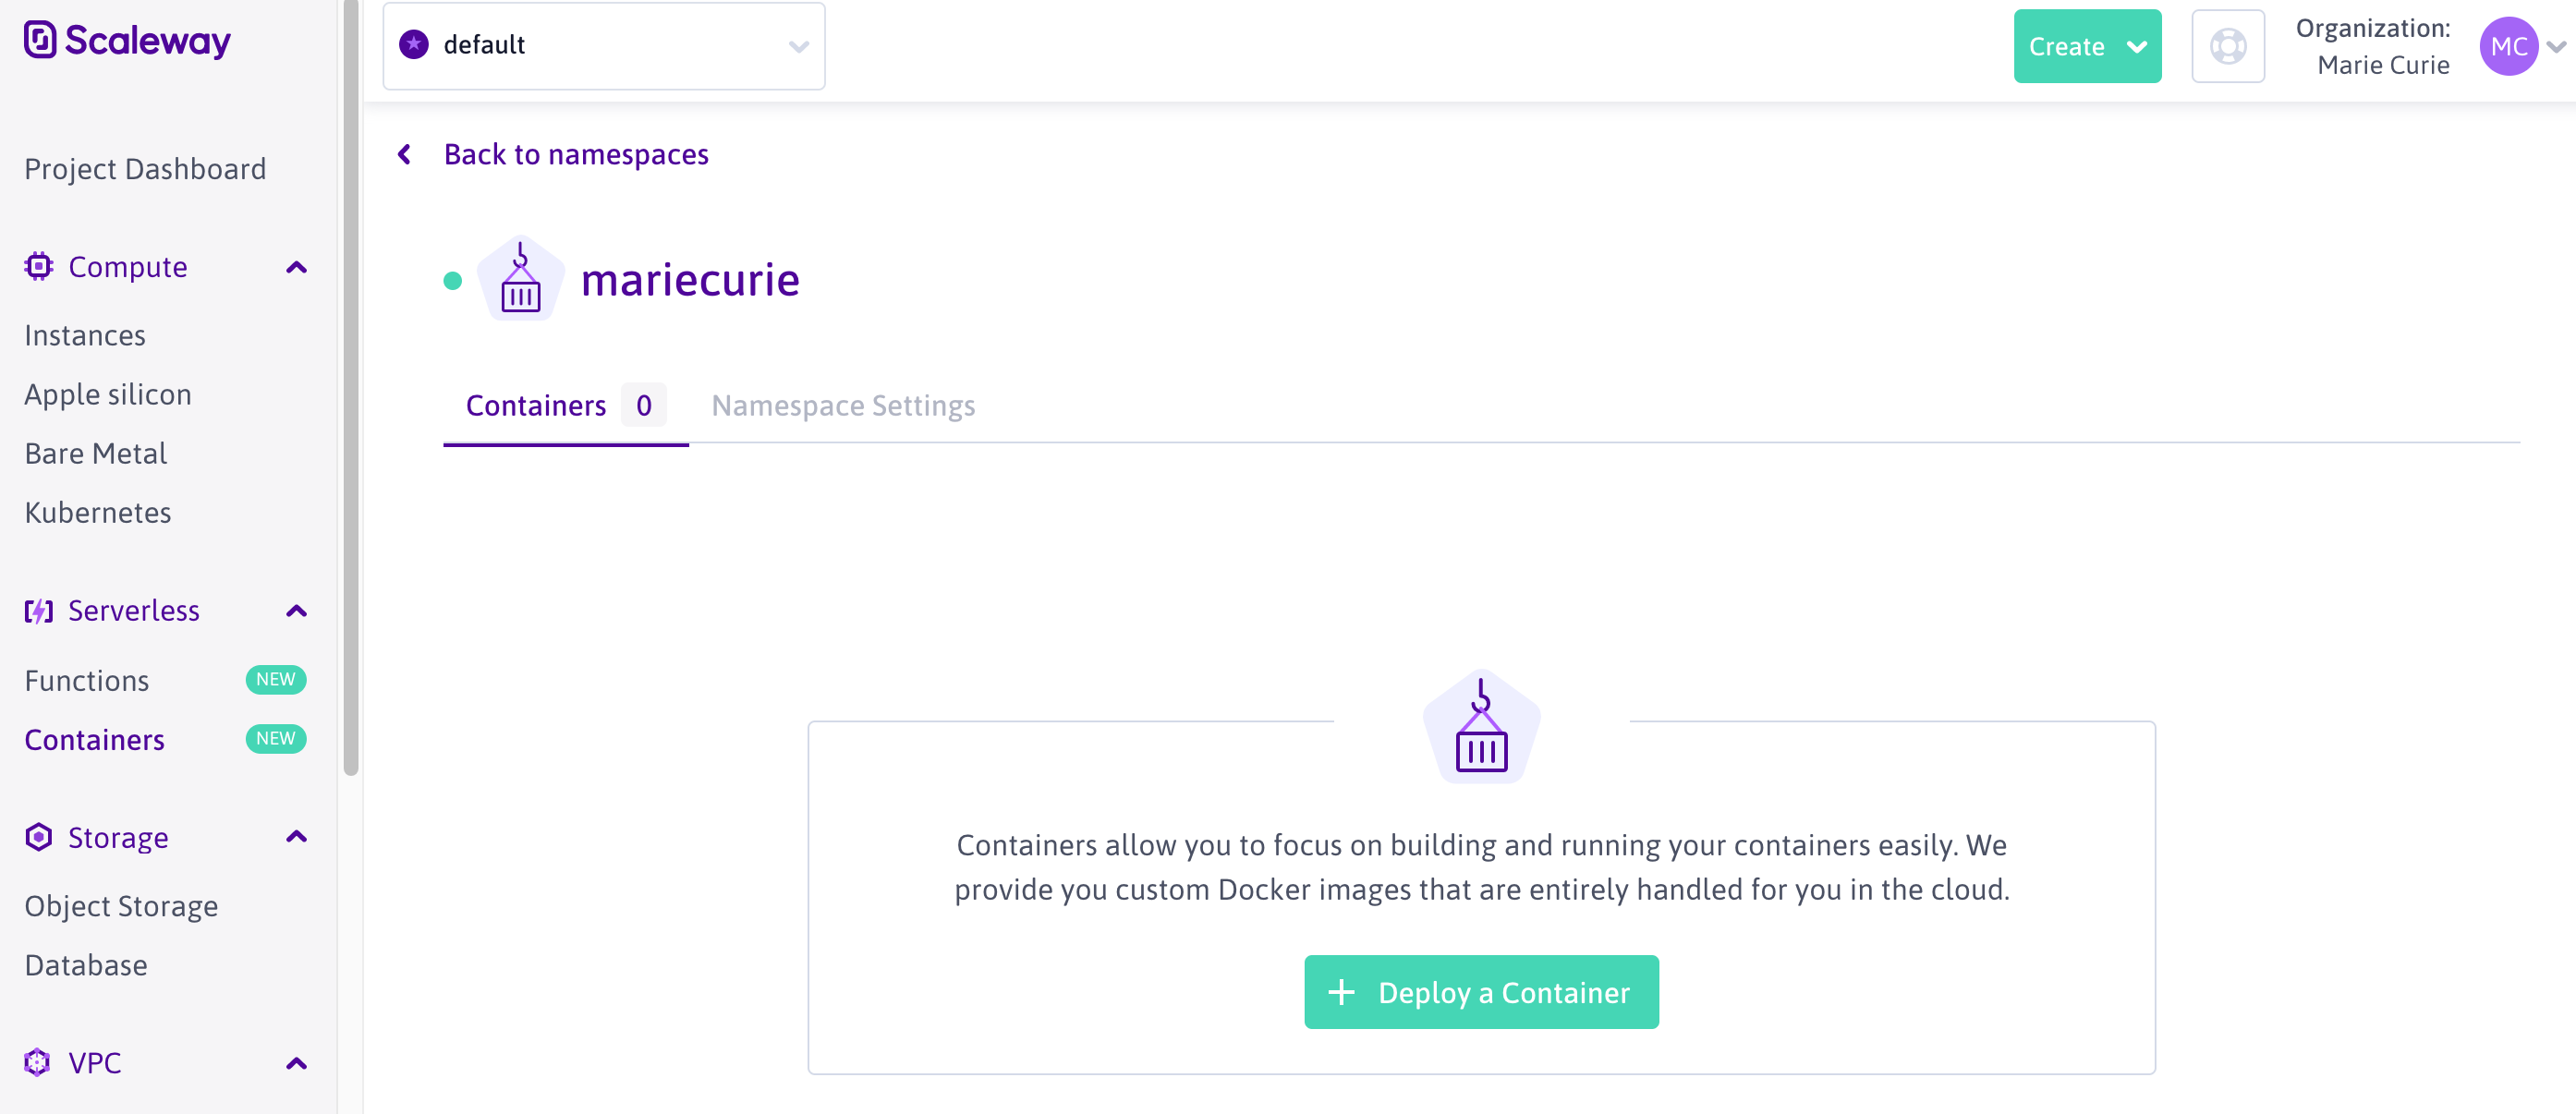 Scaleway
default
Create
Organization:
Marie Curie
MC
Project Dashboard
Compute
Instances
Apple silicon
Bare Metal
Kubernetes
Serverless
Functions NEW
Containers NEW
Storage
Object Storage
Database
VPC
Back to namespaces
mariecurie
Containers 0 Namespace Settings
Containers allow you to focus on building and running your containers easily. We
provide you custom Docker images that are entirely handled for you in the cloud.
+ Deploy a Container